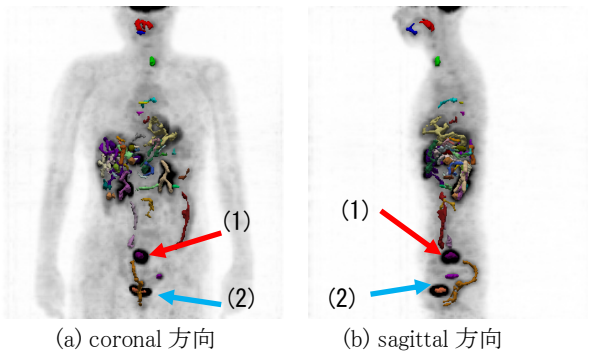 (1)
(2)
(1)
(2)
(a) coronal 方向
(b) sagittal 方向